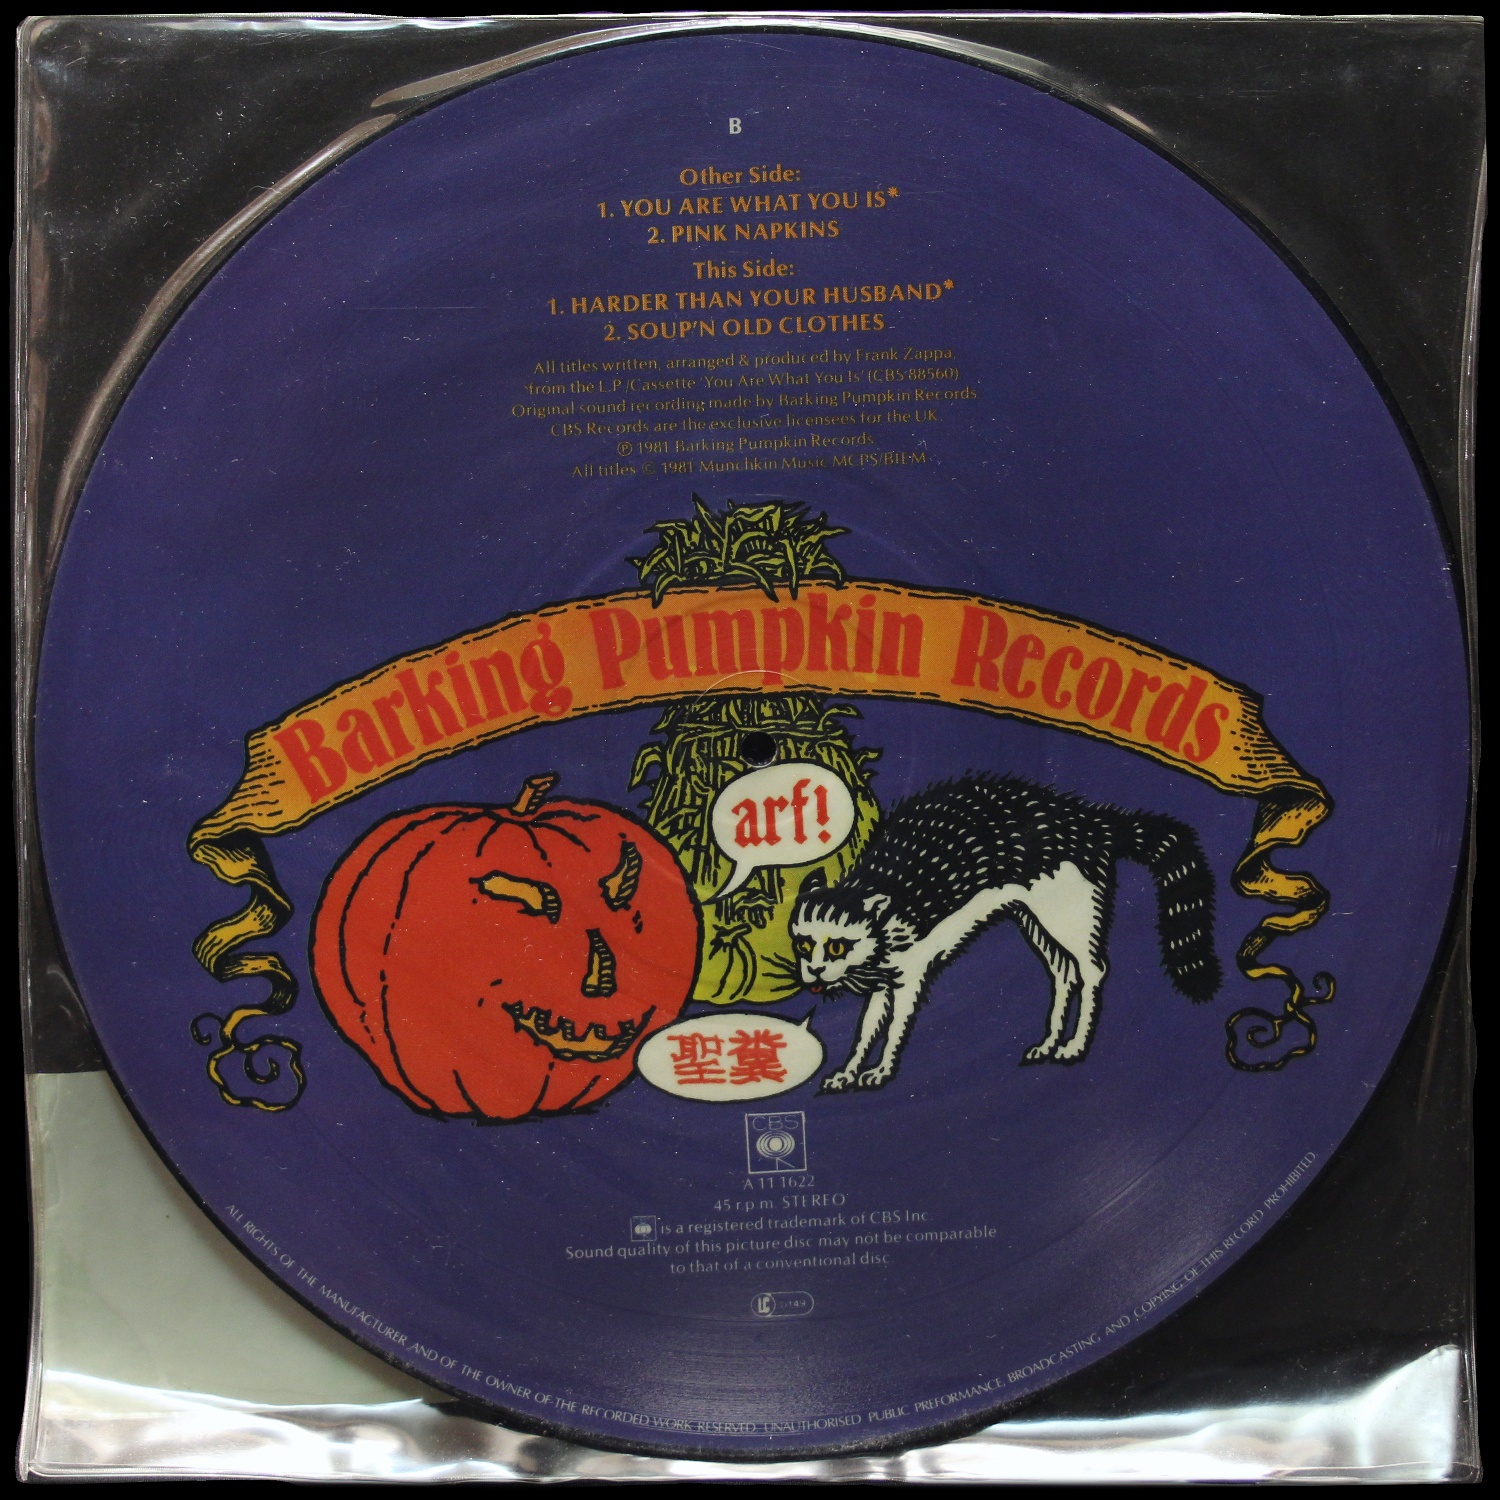 B
Other Side:
1. YOU ARE WHAT YOU IS*
2. PINK NAPKINS
This Side:
1. HARDER THAN YOUR HUSBAND*
2. SOUP'N OLD CLOTHES
All titles written, arranged & produced by Frank Zappa,
*from the L.P./Cassette 'You Are What You Is' (CBS 88560)
Original sound recording made by Barking Pumpkin Records
CBS Records are the exclusive licensees for the UK.
℗ 1981 Barking Pumpkin Records
All titles © 1981 Munchkin Music MCPS/BIEM
Barking Pumpkin Records
arf!
聖糞
CBS
A 11 1622
45 r.p.m. STEREO
is a registered trademark of CBS Inc.
Sound quality of this picture disc may not be comparable
to that of a conventional disc
LC
ALL RIGHTS OF THE MANUFACTURER AND OF THE OWNER OF THE RECORDED WORK RESERVED. UNAUTHORISED PUBLIC PREFORMANCE, BROADCASTING AND COPYING OF THIS RECORD PROHIBITED.